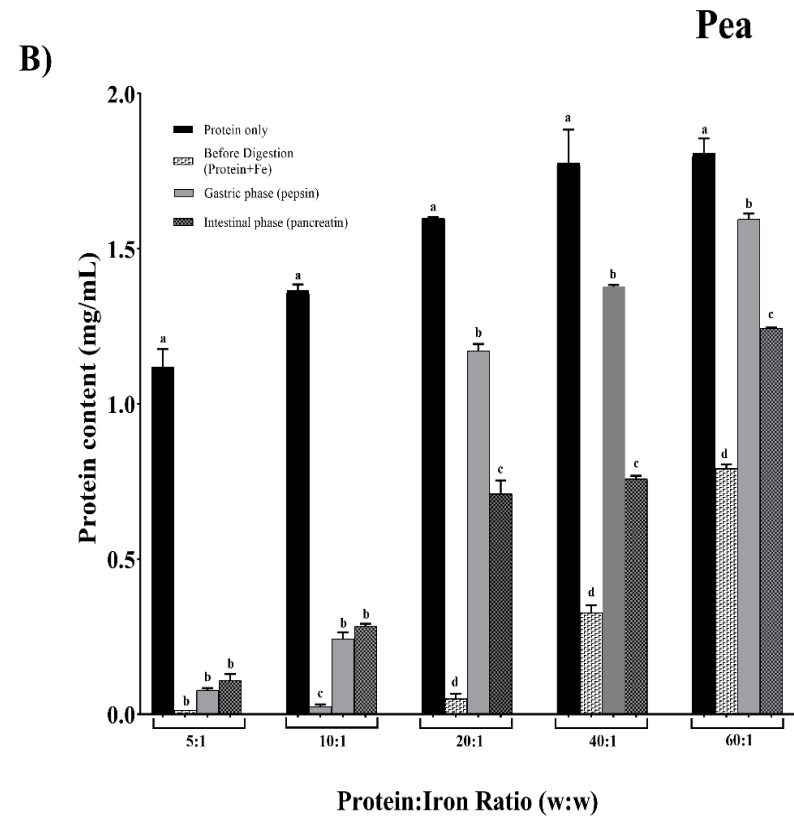 Pea
B)
2.0
1.5
1.0
0.5
0.0
Protein content (mg/mL)
Protein only
Before Digestion
(Protein+Fe)
Gastric phase (pepsin)
Intestinal phase (pancreatin)
a
b
b
b
a
c
b
b
a
d
b
c
a
d
b
c
a
d
b
c
5:1
10:1
20:1
40:1
60:1
Protein:Iron Ratio (w:w)